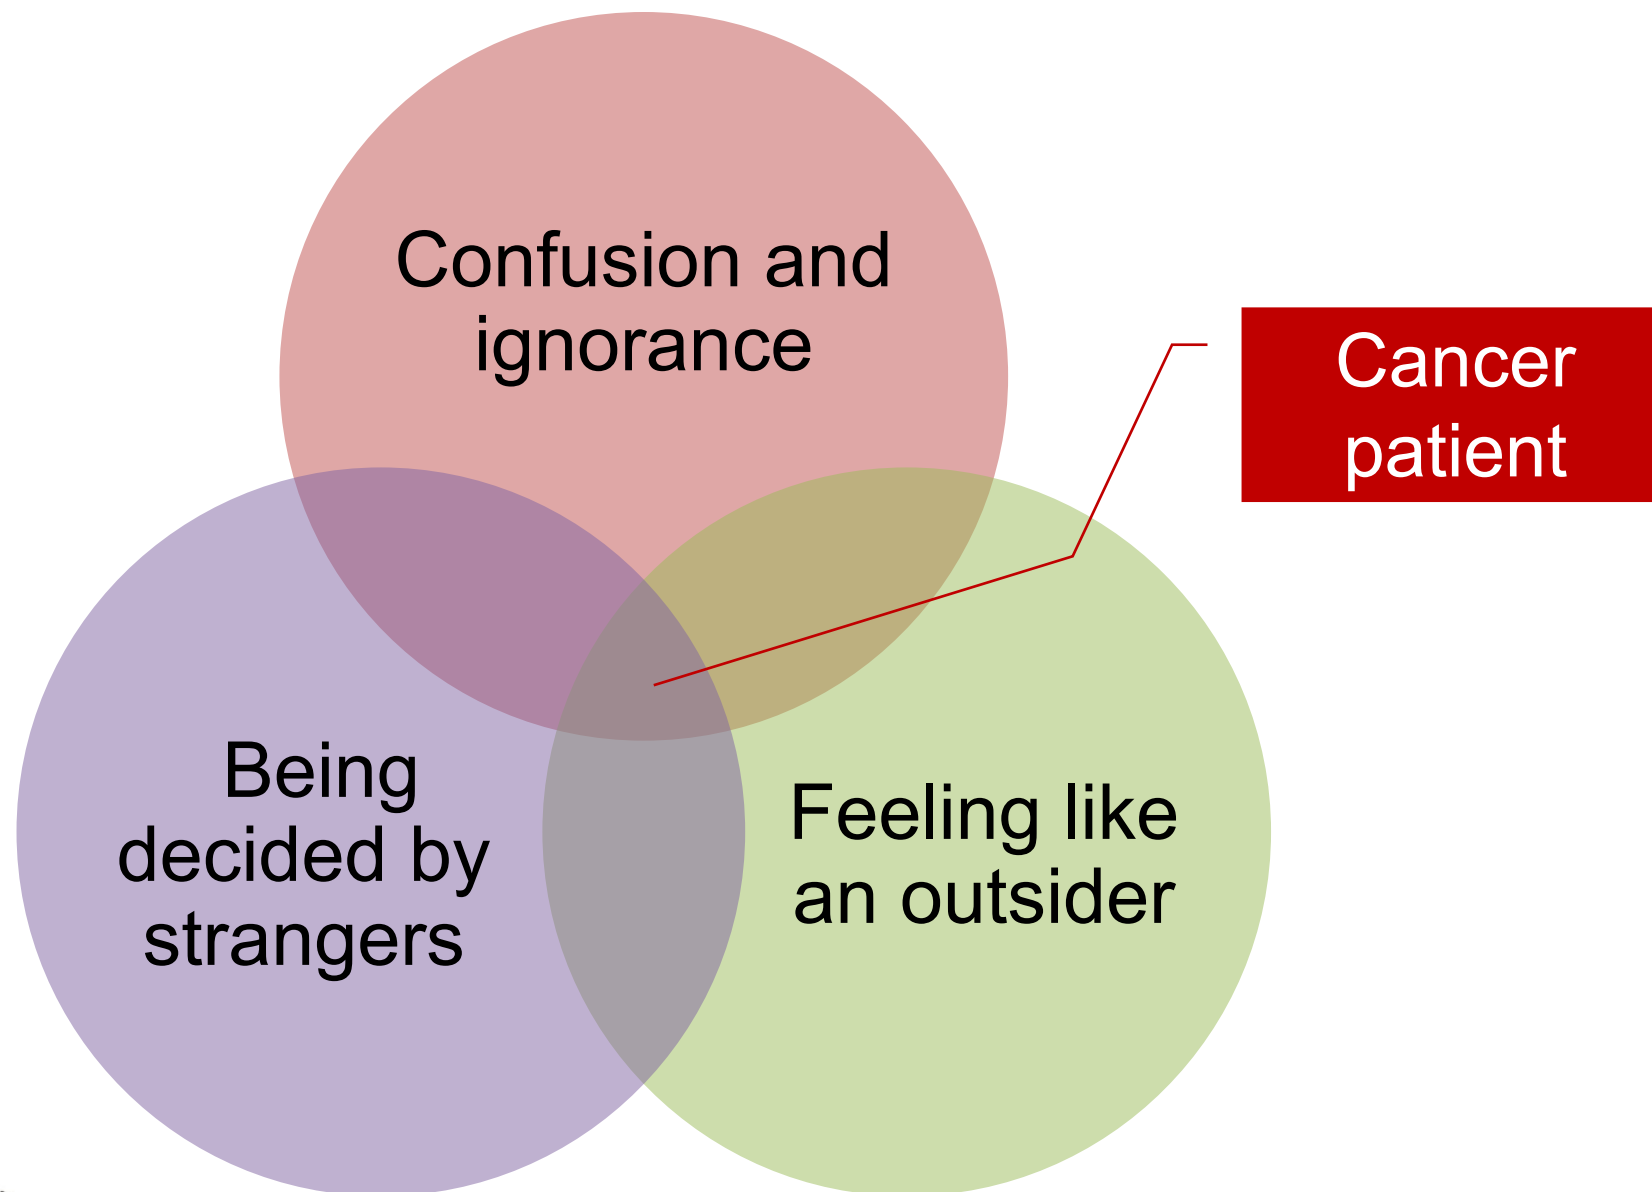 Confusion and
ignorance
Cancer
patient
Being
decided by
strangers
Feeling like
an outsider